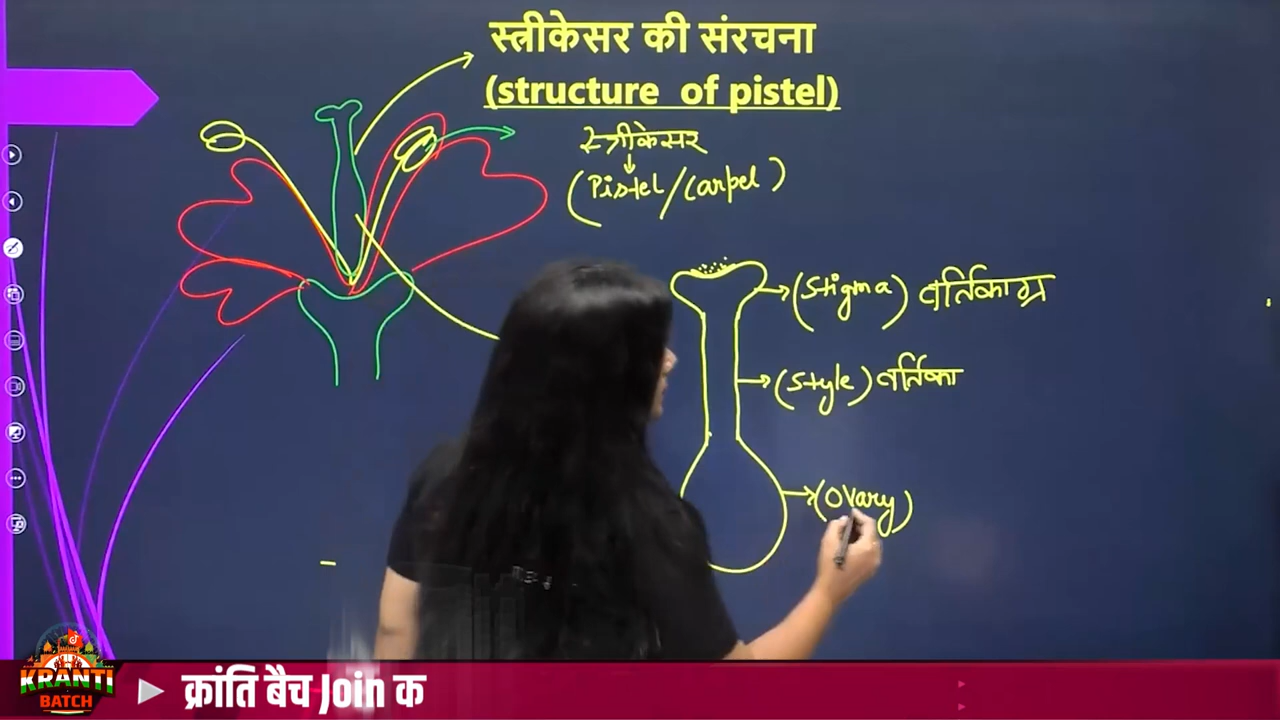 स्त्रीकेसर की संरचना
(structure of pistel)
स्त्रीकेसर
(Pistel/Carpel)
(Stigma) वर्तिकाग्र
(Style) वर्तिका
(Ovary)
KRANTI
BATCH
क्रांति बैच Join क